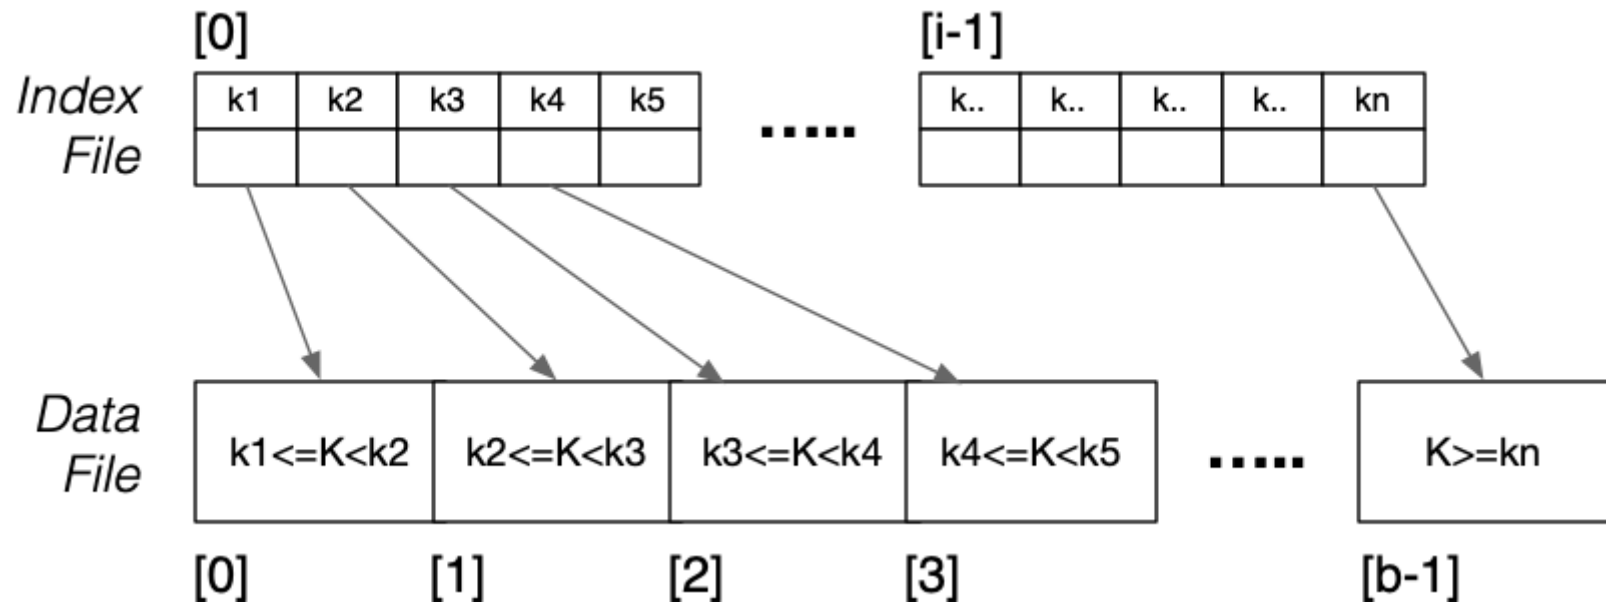 [0] [i-1]
Index File
k1 k2 k3 k4 k5 ..... k.. k.. k.. k.. kn
Data File
k1<=K<k2 k2<=K<k3 k3<=K<k4 k4<=K<k5 ..... K>=kn
[0] [1] [2] [3] [b-1]